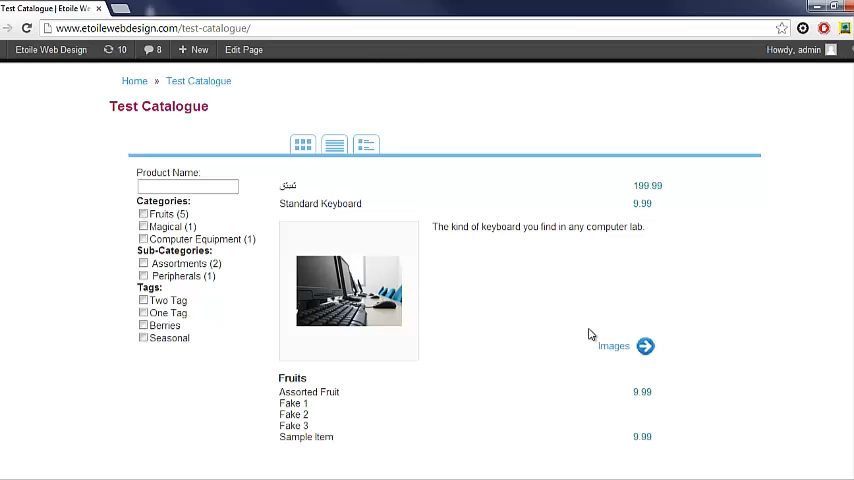 Test Catalogue | Etoile We
www.etoilewebdesign.com/test-catalogue/
Etoile Web Design 10 8 + New Edit Page Howdy, admin
Home » Test Catalogue
Test Catalogue
Product Name:
Categories:
Fruits (5)
Magical (1)
Computer Equipment (1)
Sub-Categories:
Assortments (2)
Peripherals (1)
Tags:
Two Tag
One Tag
Berries
Seasonal
199.99
Standard Keyboard 9.99
The kind of keyboard you find in any computer lab.
Images
Fruits
Assorted Fruit 9.99
Fake 1
Fake 2
Fake 3
Sample Item 9.99